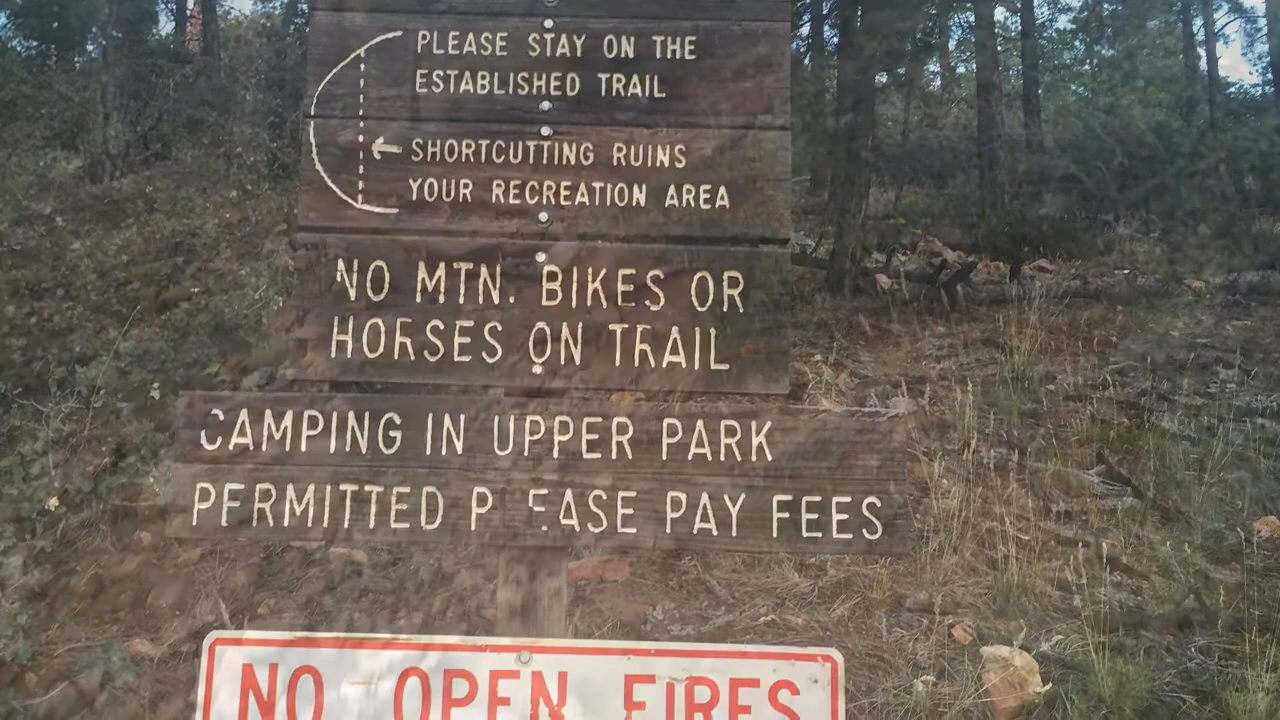 PLEASE STAY ON THE
ESTABLISHED TRAIL
SHORTCUTTING RUINS
YOUR RECREATION AREA
NO MTN. BIKES OR
HORSES ON TRAIL
CAMPING IN UPPER PARK
PERMITTED P EASE PAY FEES
NO OPEN FIRES